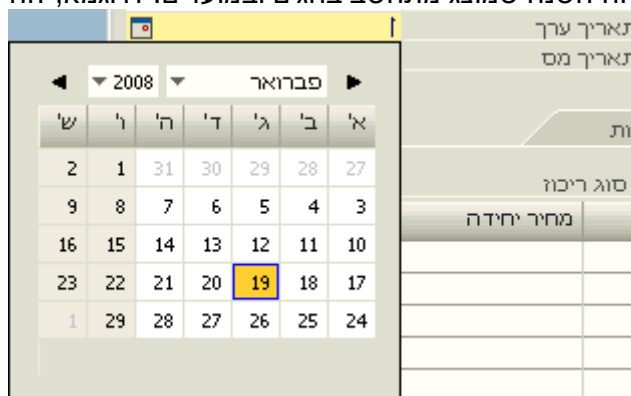 תאריך ערך
תאריך מס
פברואר 2008
א' ב' ג' ד' ה' ו' ש'
27 28 29 30 31 1 2
3 4 5 6 7 8 9
10 11 12 13 14 15 16
17 18 19 20 21 22 23
24 25 26 27 28 29 1
סוג ריכוז
מחיר יחידה